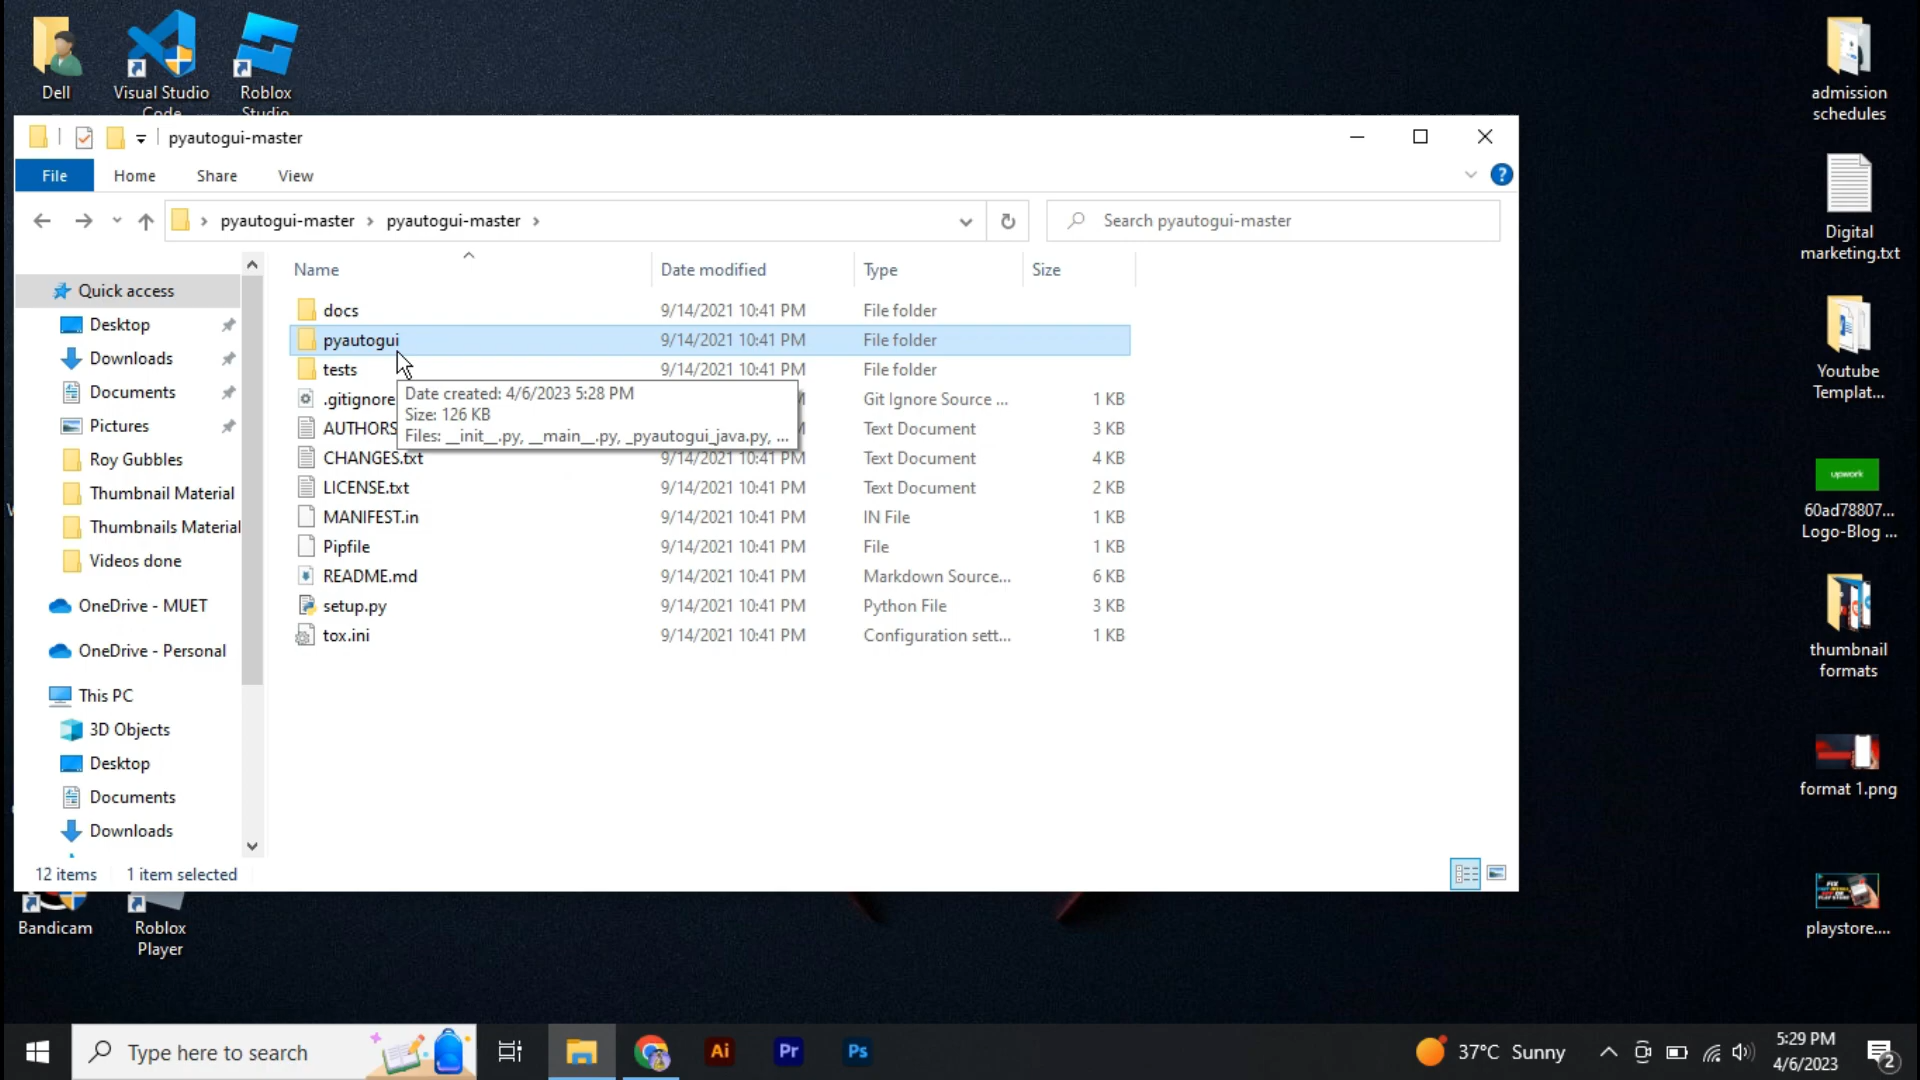 Dell
Visual Studio
Code
Roblox
Studio
pyautogui-master
File
Home
Share
View
pyautogui-master
pyautogui-master
Search pyautogui-master
Name
Date modified
Type
Size
Quick access
Desktop
Downloads
Documents
Pictures
Roy Gubbles
Thumbnail Material
Thumbnails Material
Videos done
OneDrive - MUET
OneDrive - Personal
This PC
3D Objects
Desktop
Documents
Downloads
docs 9/14/2021 10:41 PM File folder
pyautogui 9/14/2021 10:41 PM File folder
tests 9/14/2021 10:41 PM File folder
.gitignore Git Ignore Source ... 1 KB
AUTHORS Text Document 3 KB
CHANGES.txt 9/14/2021 10:41 PM Text Document 4 KB
LICENSE.txt 9/14/2021 10:41 PM Text Document 2 KB
MANIFEST.in 9/14/2021 10:41 PM IN File 1 KB
Pipfile 9/14/2021 10:41 PM File 1 KB
README.md 9/14/2021 10:41 PM Markdown Source... 6 KB
setup.py 9/14/2021 10:41 PM Python File 3 KB
tox.ini 9/14/2021 10:41 PM Configuration sett... 1 KB
Date created: 4/6/2023 5:28 PM
Size: 126 KB
Files: __init__.py, __main__.py, _pyautogui_java.py, ...
12 items
1 item selected
admission
schedules
Digital
marketing.txt
Youtube
Templat...
upwork
60ad78807...
Logo-Blog ...
thumbnail
formats
format 1.png
playstore....
Bandicam
Roblox
Player
Type here to search
Ai
Pr
Ps
37°C Sunny
5:29 PM
4/6/2023
2